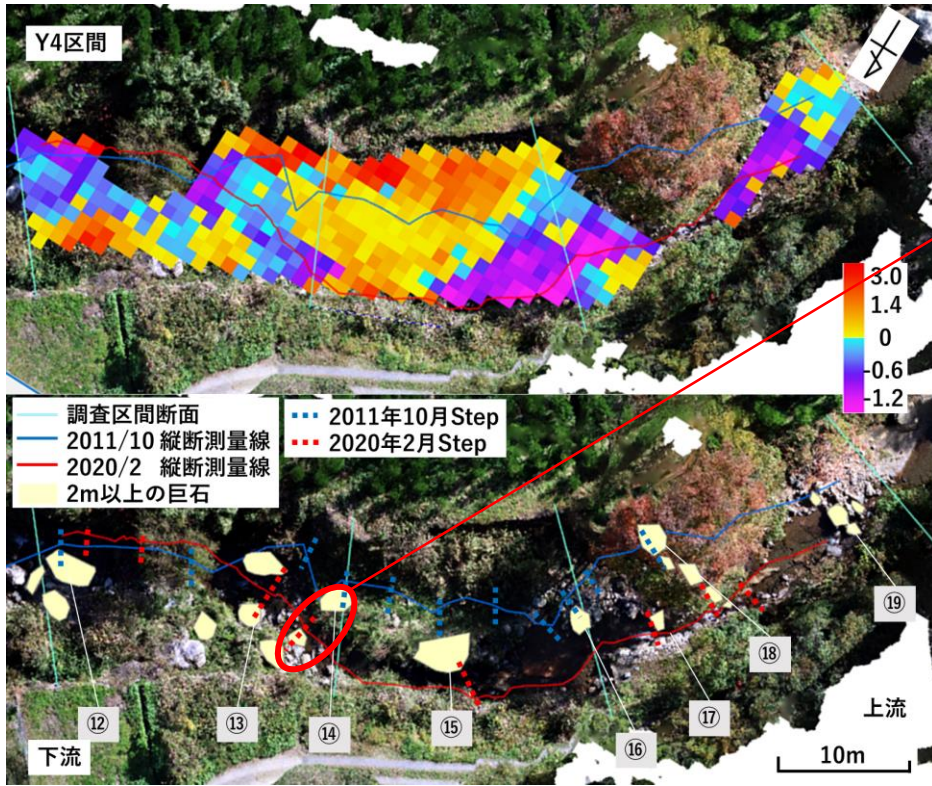 Y4区間
3.0
1.4
0
-0.6
-1.2
調査区間断面
2011/10 縦断測量線
2020/2 縦断測量線
2m以上の巨石
2011年10月Step
2020年2月Step
⑫
⑬
⑭
⑮
⑯
⑰
⑱
⑲
下流
上流
10m